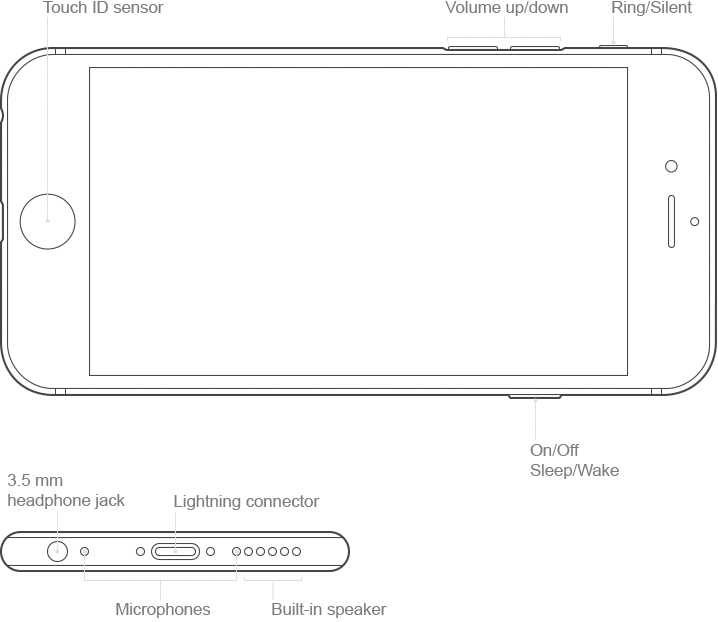 Touch ID sensor
Volume up/down
Ring/Silent
On/Off
Sleep/Wake
3.5 mm
headphone jack
Lightning connector
Microphones
Built-in speaker